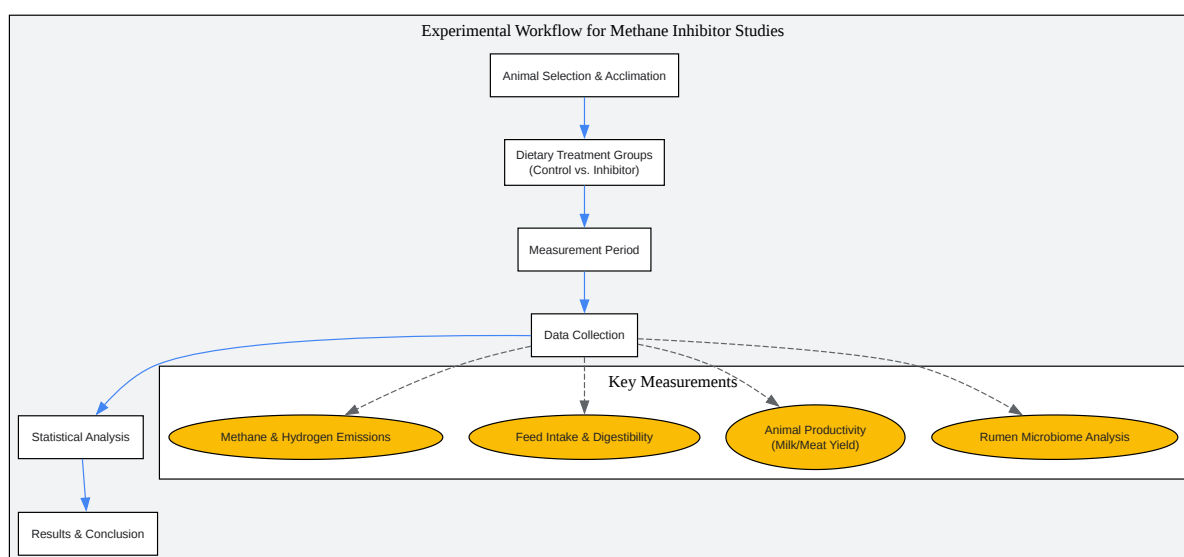 Experimental Workflow for Methane Inhibitor Studies
Animal Selection & Acclimation
Dietary Treatment Groups
(Control vs. Inhibitor)
Measurement Period
Data Collection
Key Measurements
Statistical Analysis
Methane & Hydrogen Emissions
Feed Intake & Digestibility
Animal Productivity
(Milk/Meat Yield)
Rumen Microbiome Analysis
Results & Conclusion